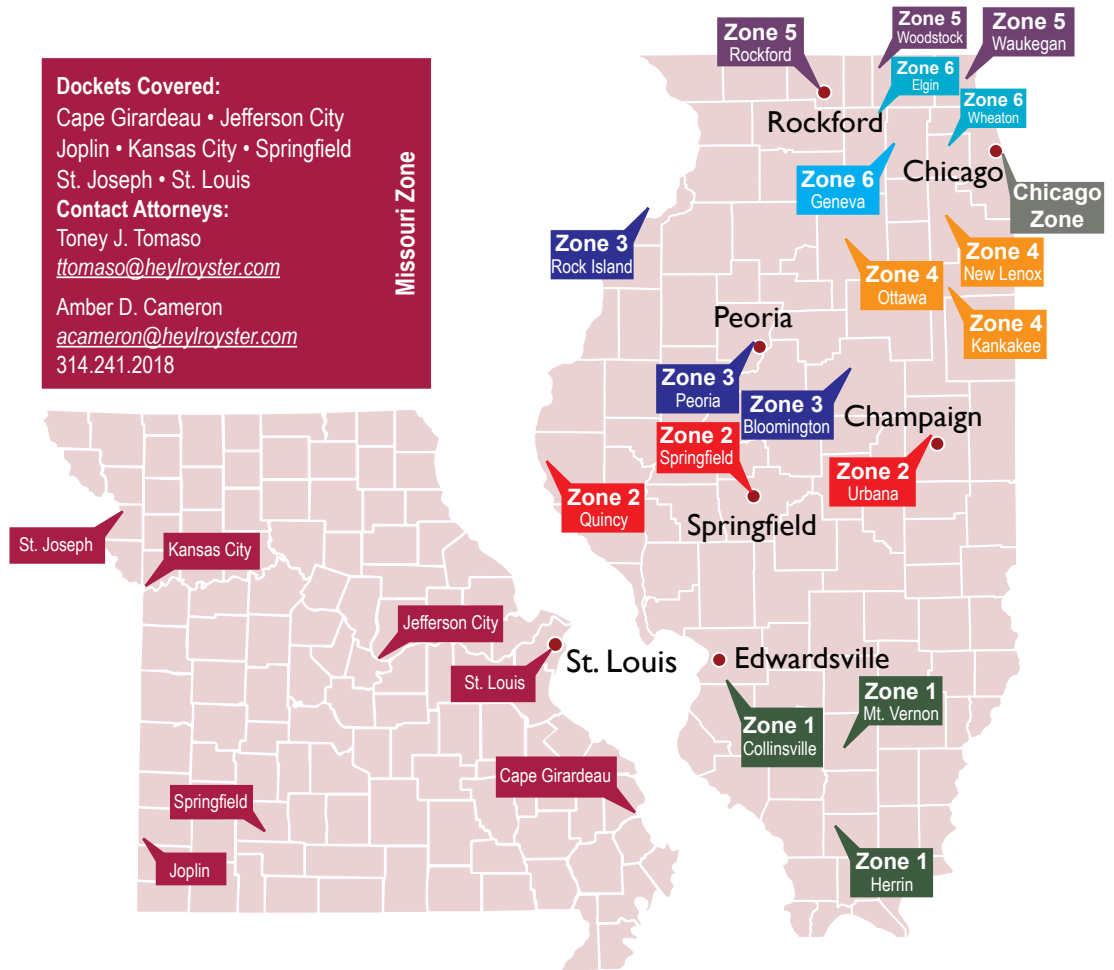 Dockets Covered:
Cape Girardeau • Jefferson City
Joplin • Kansas City • Springfield
St. Joseph • St. Louis
Contact Attorneys:
Toney J. Tomaso
ttomaso@heylroyster.com
Amber D. Cameron
acameron@heylroyster.com
314.241.2018
Missouri Zone
Zone 5
Rockford
Zone 5
Woodstock
Zone 5
Waukegan
Zone 6
Elgin
Zone 6
Wheaton
Rockford
Chicago
Zone 6
Geneva
Chicago
Zone
Zone 3
Rock Island
Zone 4
Ottawa
Zone 4
New Lenox
Zone 4
Kankakee
Peoria
Zone 3
Peoria
Zone 3
Bloomington
Champaign
Zone 2
Springfield
Zone 2
Urbana
Zone 2
Quincy
Springfield
St. Joseph
Kansas City
Jefferson City
St. Louis
St. Louis
Edwardsville
Zone 1
Mt. Vernon
Zone 1
Collinsville
Cape Girardeau
Springfield
Joplin
Zone 1
Herrin